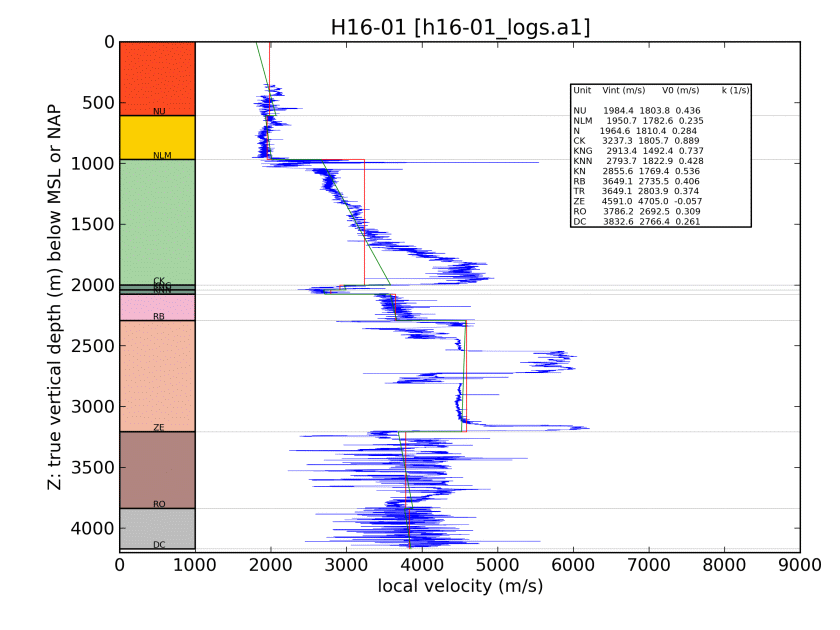 H16-01 [h16-01_logs.a1]
Z: true vertical depth (m) below MSL or NAP
0
500
1000
1500
2000
2500
3000
3500
4000
NU
NLM
CK
KNG
KNN
RB
ZE
RO
DC
Unit Vint (m/s) V0 (m/s) k (1/s)
NU 1984.4 1803.8 0.436
NLM 1950.7 1782.6 0.235
N 1964.6 1810.4 0.284
CK 3237.3 1805.7 0.889
KNG 2913.4 1492.4 0.737
KNN 2793.7 1822.9 0.428
KN 2855.6 1769.4 0.536
RB 3649.1 2735.5 0.406
TR 3649.1 2803.9 0.374
ZE 4591.0 4705.0 -0.057
RO 3786.2 2692.5 0.309
DC 3832.6 2766.4 0.261
0 1000 2000 3000 4000 5000 6000 7000 8000 9000
local velocity (m/s)